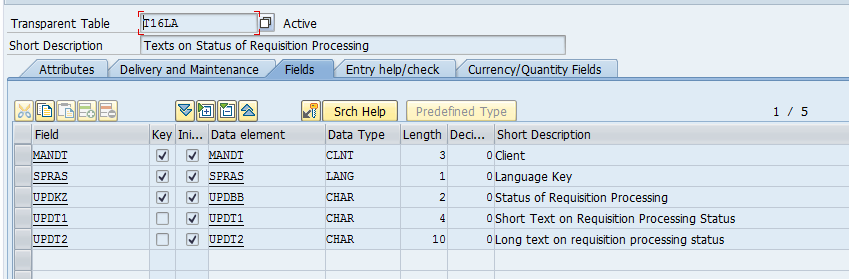 Transparent Table T16LA Active
Short Description Texts on Status of Requisition Processing
Attributes Delivery and Maintenance Fields Entry help/check Currency/Quantity Fields
Srch Help Predefined Type 1 / 5
Field Key Ini... Data element Data Type Length Deci... Short Description
MANDT MANDT CLNT 3 0 Client
SPRAS SPRAS LANG 1 0 Language Key
UPDKZ UPDBB CHAR 2 0 Status of Requisition Processing
UPDT1 UPDT1 CHAR 4 0 Short Text on Requisition Processing Status
UPDT2 UPDT2 CHAR 10 0 Long text on requisition processing status